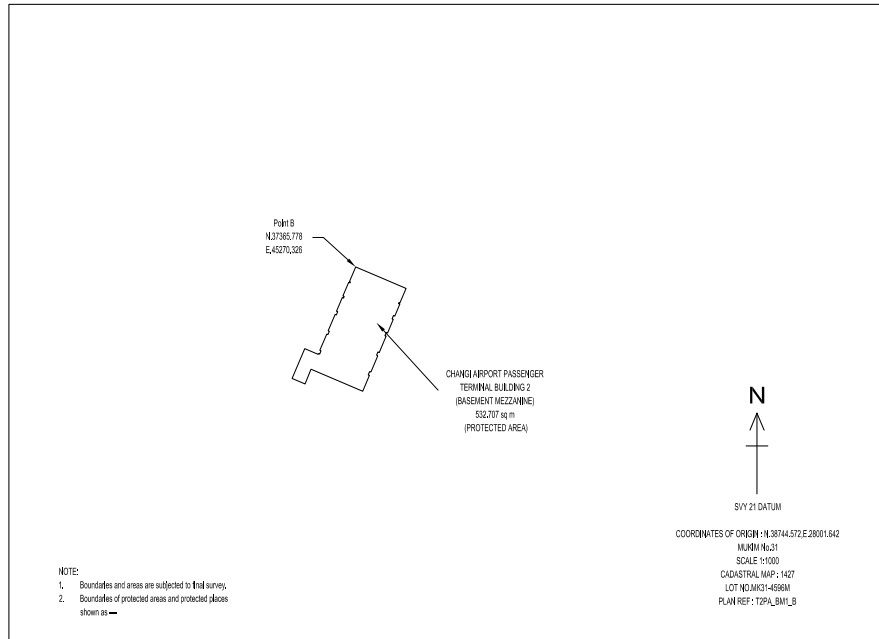 Point B
N.37365.778
E.45270.326
CHANGI AIRPORT PASSENGER
TERMINAL BUILDING 2
(BASEMENT MEZZANINE)
532.707 sq m
(PROTECTED AREA)
N
SVY 21 DATUM
COORDINATES OF ORIGIN : N.38744.572,E.28001.642
MUKIM No.31
SCALE 1:1000
CADASTRAL MAP : 1427
LOT NO.MK31-4596M
PLAN REF : T2PA_BM1_B
NOTE:
1. Boundaries and areas are subjected to final survey.
2. Boundaries of protected areas and protected places
shown as —